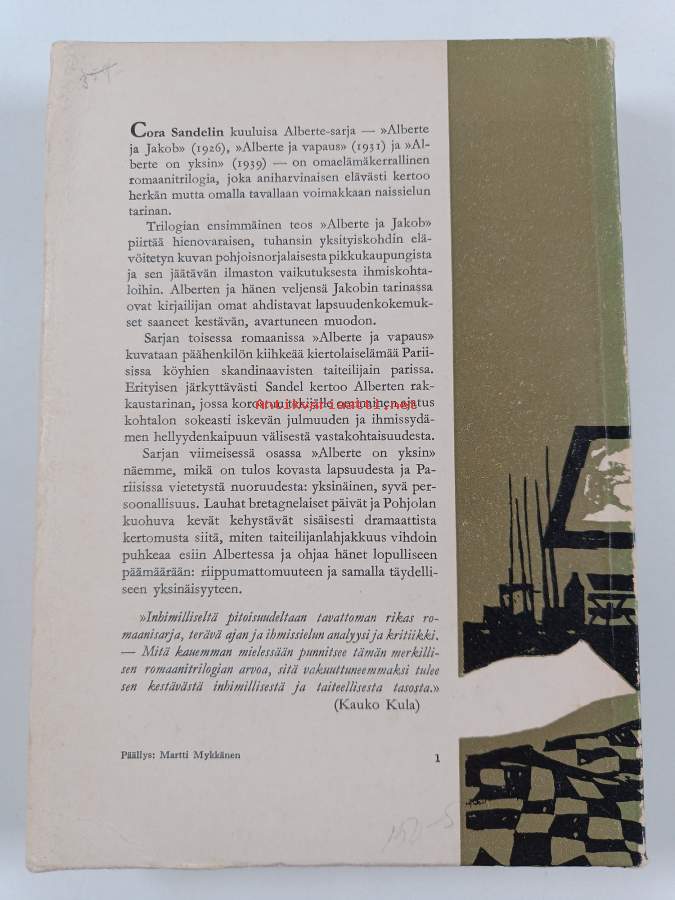 Cora Sandelin kuuluisa Alberte-sarja — »Alberte
ja Jakob» (1926), »Alberte ja vapaus» (1931) ja »Al-
berte on yksin» (1939) — on omaelämäkerrallinen
romaanitrilogia, joka aniharvinaisen elävästi kertoo
herkän mutta omalla tavallaan voimakkaan naissielun
tarinan.
Trilogian ensimmäinen teos »Alberte ja Jakob»
piirtää hienovaraisen, tuhansin yksityiskohdin elä-
vöitetyn kuvan pohjoisnorjalaisesta pikkukaupungista
ja sen jäätävän ilmaston vaikutuksesta ihmiskohta-
loihin. Alberten ja hänen veljensä Jakobin tarinassa
ovat kirjailijan omat ahdistavat lapsuudenkokemuk-
set saaneet kestävän, avartuneen muodon.
Sarjan toisessa romaanissa »Alberte ja vapaus»
kuvataan päähenkilön kiihkeää kiertolaiselämää Parii-
sissa köyhien skandinaavisten taiteilijain parissa.
Erityisen järkyttävästi Sandel kertoo Alberten rak-
kaustarinan, jossa korostuu tekijälle ominainen ajatus
Antikvariaatti.net
kohtalon sokeasti iskevän julmuuden ja ihmissydä-
men hellyydenkaipuun välisestä vastakohtaisuudesta.
Sarjan viimeisessä osassa »Alberte on yksin»
näemme, mikä on tulos kovasta lapsuudesta ja Pa-
riisissa vietetystä nuoruudesta: yksinäinen, syvä per-
soonallisuus. Lauhat bretagnelaiset päivät ja Pohjolan
kuohuva kevät kehystävät sisäisesti dramaattista
kertomusta siitä, miten taiteilijanlahjakkuus vihdoin
puhkeaa esiin Albertessa ja ohjaa hänet lopulliseen
päämäärään: riippumattomuuteen ja samalla täydelli-
seen yksinäisyyteen.
»Inhimilliseltä pitoisuudeltaan tavattoman rikas ro-
maanisarja, terävä ajan ja ihmissielun analyysi ja kritiikki.
— Mitä kauemman mielessään punnitsee tämän merkilli-
sen romaanitrilogian arvoa, sitä vakuuttuneemmaksi tulee
sen kestävästä inhimillisestä ja taiteellisesta tasosta.»
(Kauko Kula)
Päällys: Martti Mykkänen
1